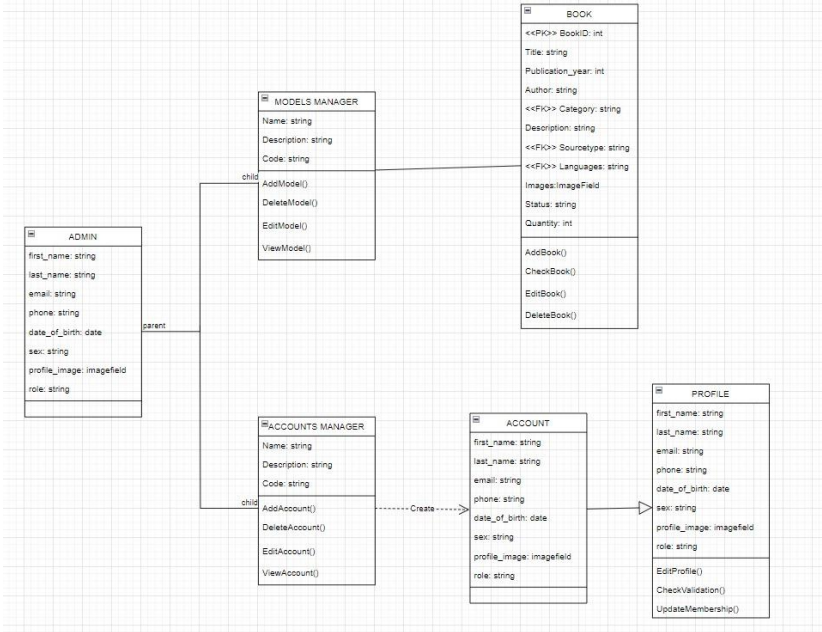 BOOK
<<PK>> BookID: int
Title: string
Publication_year: int
Author: string
<<FK>> Category: string
Description: string
<<FK>> Sourcetype: string
<<FK>> Languages: string
Images:ImageField
Status: string
Quantity: int
AddBook()
CheckBook()
EditBook()
DeleteBook()
MODELS MANAGER
Name: string
Description: string
Code: string
child
AddModel()
DeleteModel()
EditModel()
ViewModel()
ADMIN
first_name: string
last_name: string
email: string
phone: string
date_of_birth: date
sex: string
profile_image: imagefield
role: string
parent
ACCOUNTS MANAGER
Name: string
Description: string
Code: string
child
AddAccount()
DeleteAccount()
EditAccount()
ViewAccount()
Create
ACCOUNT
first_name: string
last_name: string
email: string
phone: string
date_of_birth: date
sex: string
profile_image: imagefield
role: string
PROFILE
first_name: string
last_name: string
email: string
phone: string
date_of_birth: date
sex: string
profile_image: imagefield
role: string
EditProfile()
CheckValidation()
UpdateMembership()